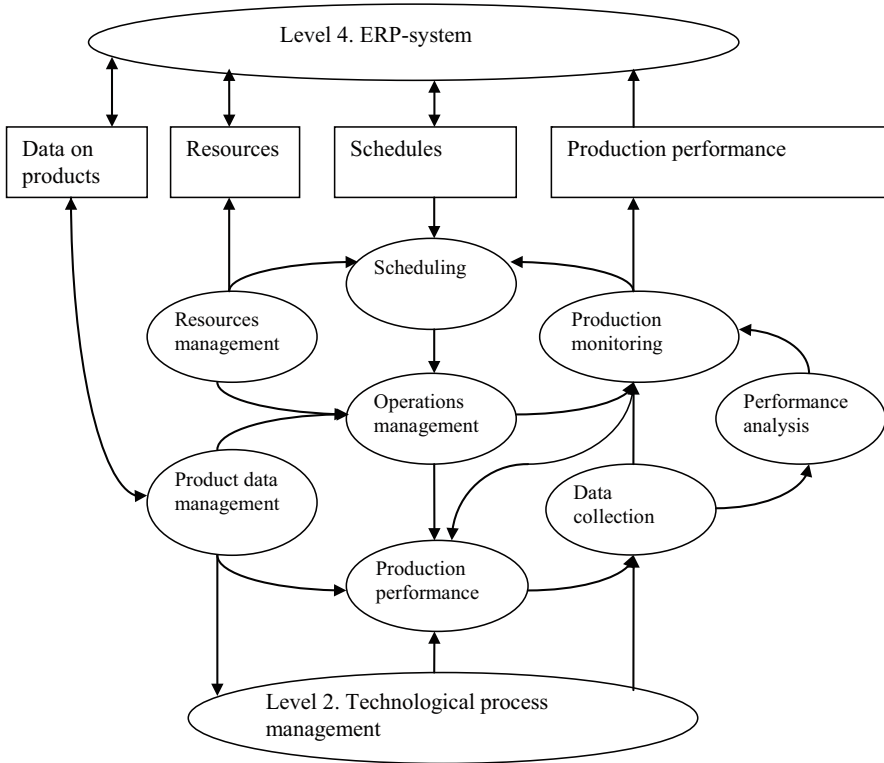 Level 4. ERP-system
Data on
products
Resources
Schedules
Production performance
Scheduling
Resources
management
Production
monitoring
Operations
management
Performance
analysis
Product data
management
Data
collection
Production
performance
Level 2. Technological process
management